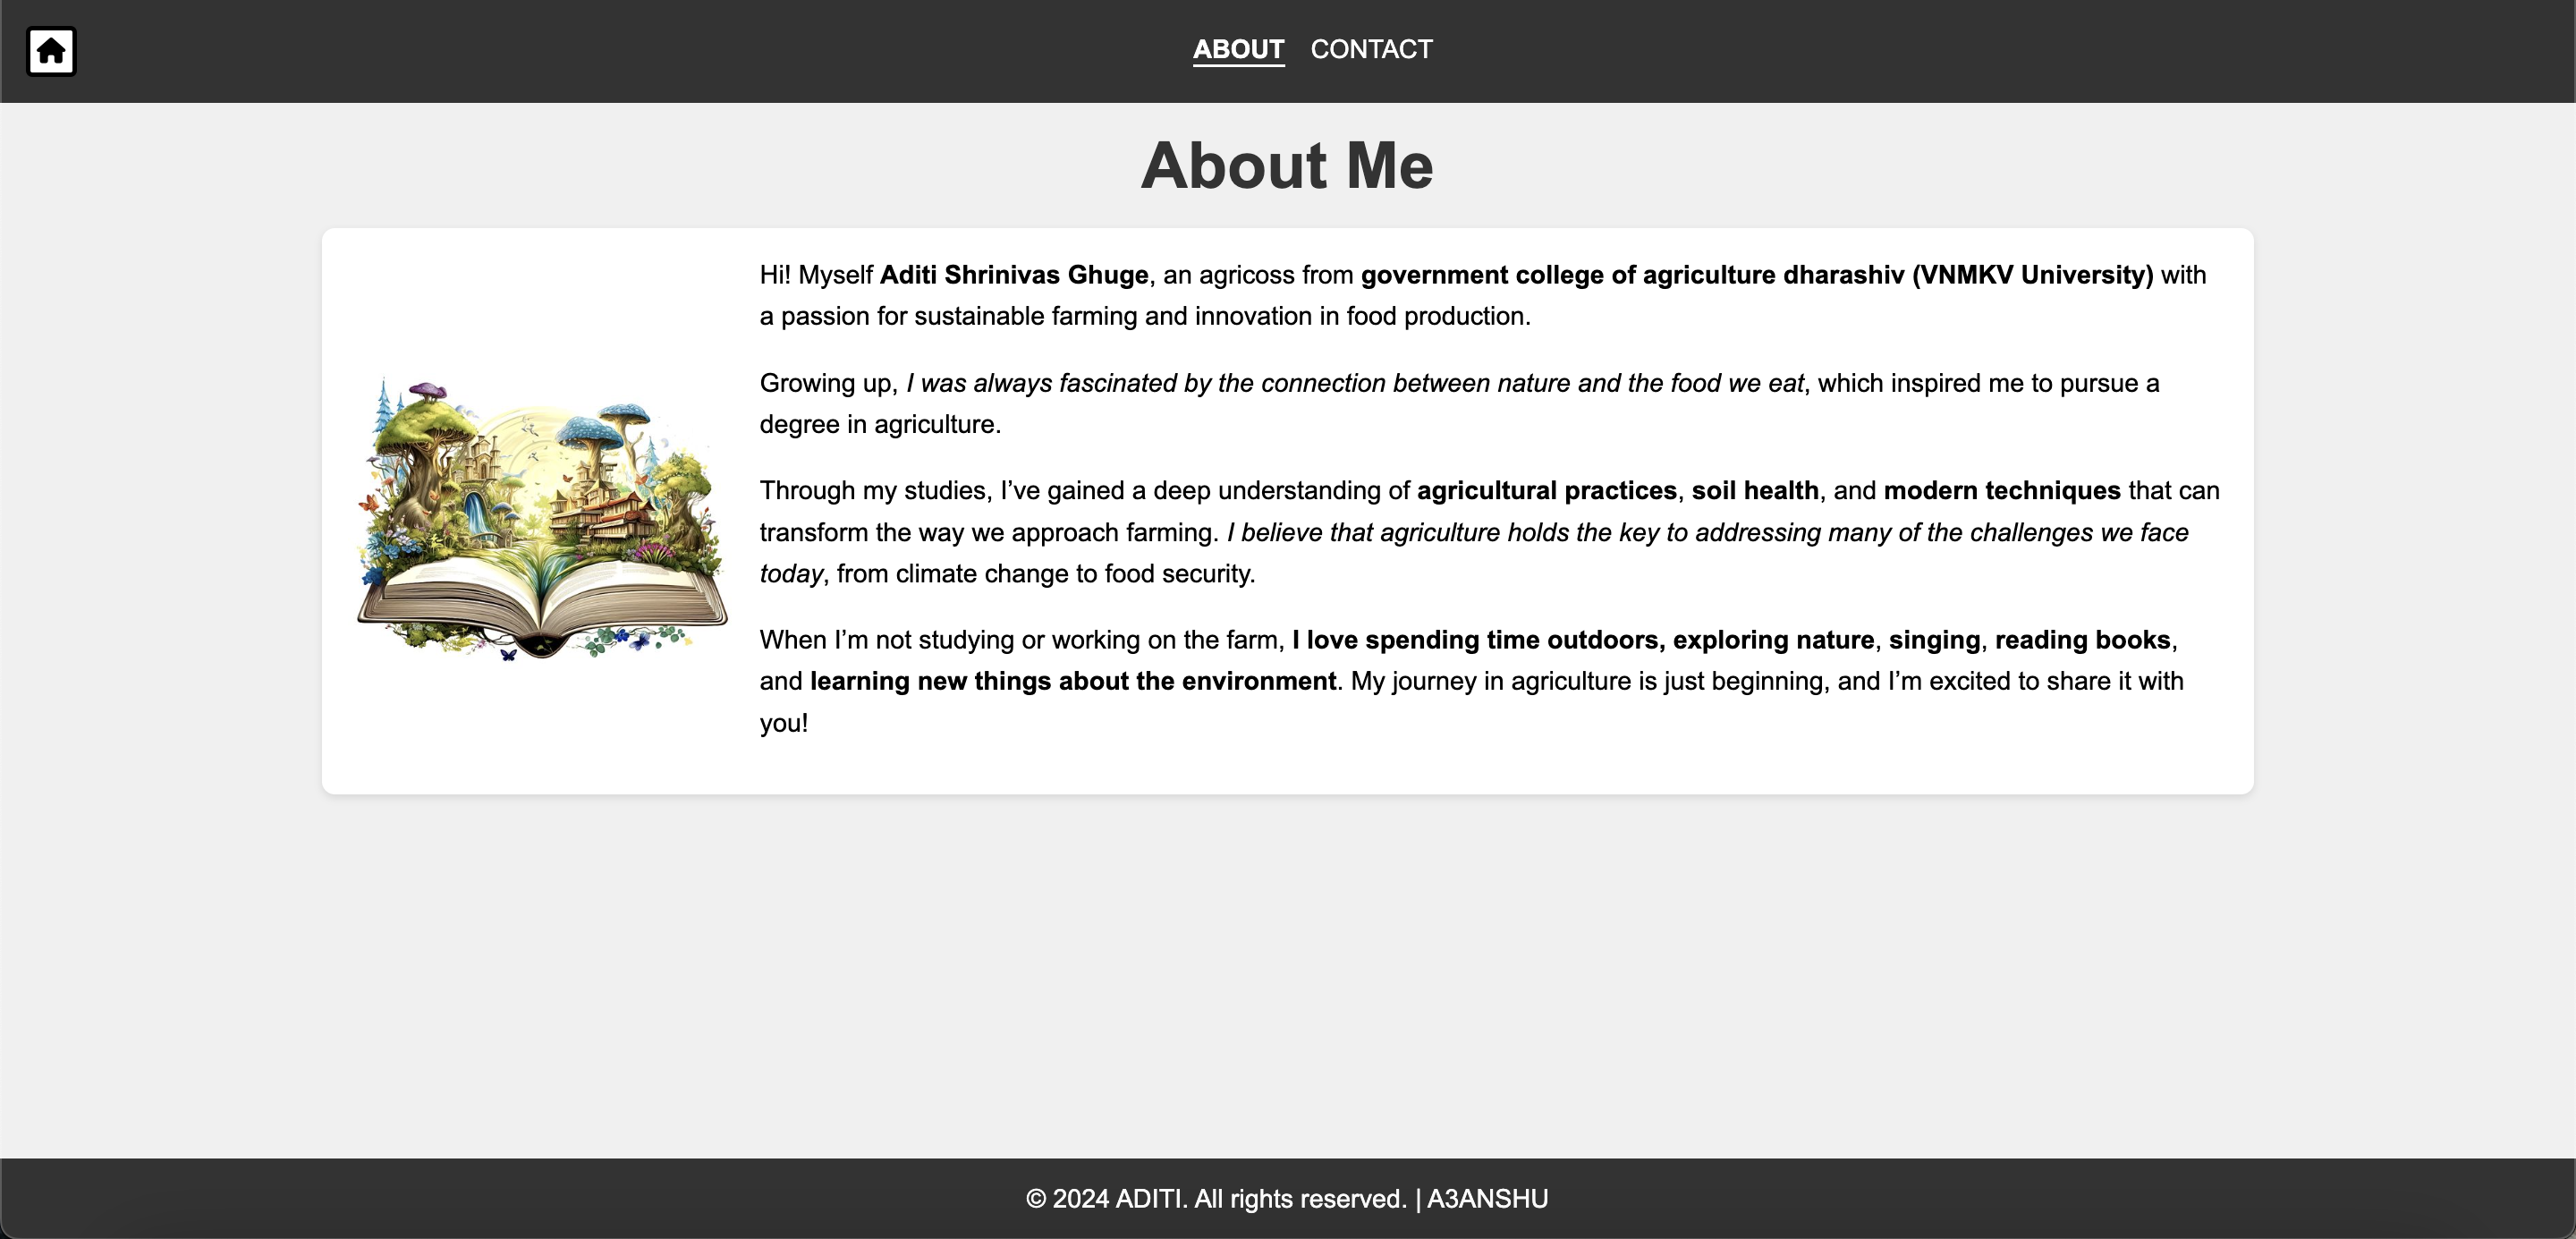 ABOUT CONTACT
About Me
Hi! Myself Aditi Shrinivas Ghuge, an agricoss from government college of agriculture dharashiv (VNMKV University) with
a passion for sustainable farming and innovation in food production.
Growing up, I was always fascinated by the connection between nature and the food we eat, which inspired me to pursue a
degree in agriculture.
Through my studies, I’ve gained a deep understanding of agricultural practices, soil health, and modern techniques that can
transform the way we approach farming. I believe that agriculture holds the key to addressing many of the challenges we face
today, from climate change to food security.
When I’m not studying or working on the farm, I love spending time outdoors, exploring nature, singing, reading books,
and learning new things about the environment. My journey in agriculture is just beginning, and I’m excited to share it with
you!
© 2024 ADITI. All rights reserved. | A3ANSHU